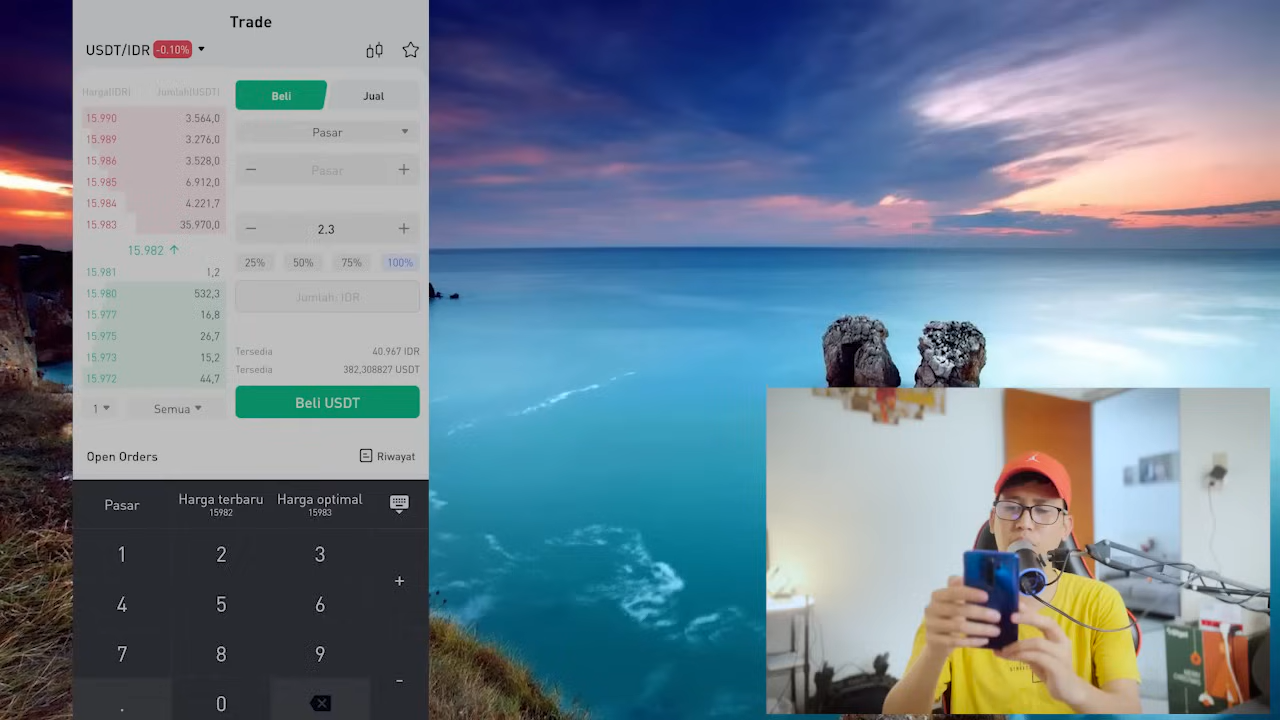 Trade
USDT/IDR -0.10%
Harga(IDR) Jumlah(USDT)
15.990 3.564,0
15.989 3.276,0
15.986 3.528,0
15.985 6.912,0
15.984 4.221,7
15.983 35.970,0
15.982 ↑
15.981 1,2
15.980 532,3
15.977 16,8
15.975 26,7
15.973 15,2
15.972 44,7
1 Semua
Beli Jual
Pasar
− Pasar +
− 2.3 +
25% 50% 75% 100%
Jumlah: IDR
Tersedia 40.967 IDR
Tersedia 382,308827 USDT
Beli USDT
Open Orders Riwayat
Pasar Harga terbaru Harga optimal
15982 15983
1 2 3
+
4 5 6
7 8 9
-
. 0